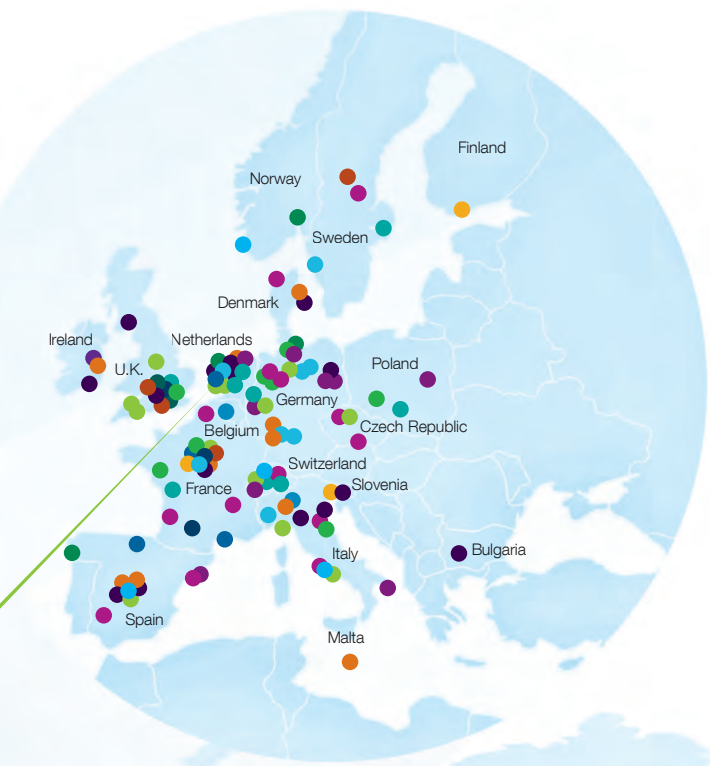 Finland
Norway
Sweden
Denmark
Ireland
Netherlands
U.K.
Poland
Germany
Belgium
Czech Republic
Switzerland
France
Slovenia
Italy
Bulgaria
Spain
Malta